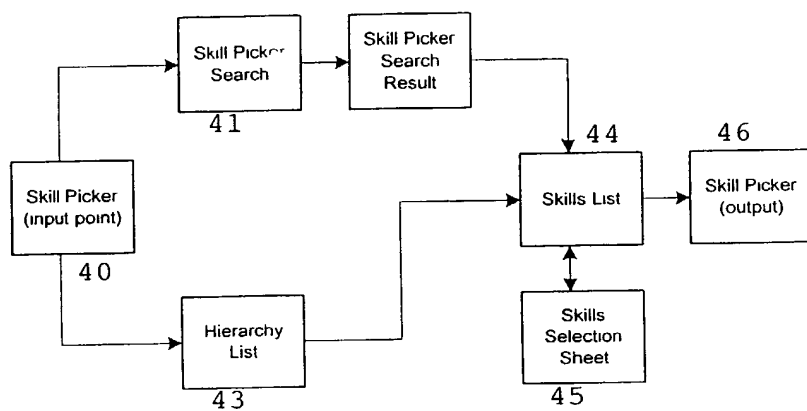 Skill Picker
Search
41
Skill Picker
Search
Result
44
46
Skill Picker
(input point)
40
Skills List
Skill Picker
(output)
Hierarchy
List
43
Skills
Selection
Sheet
45